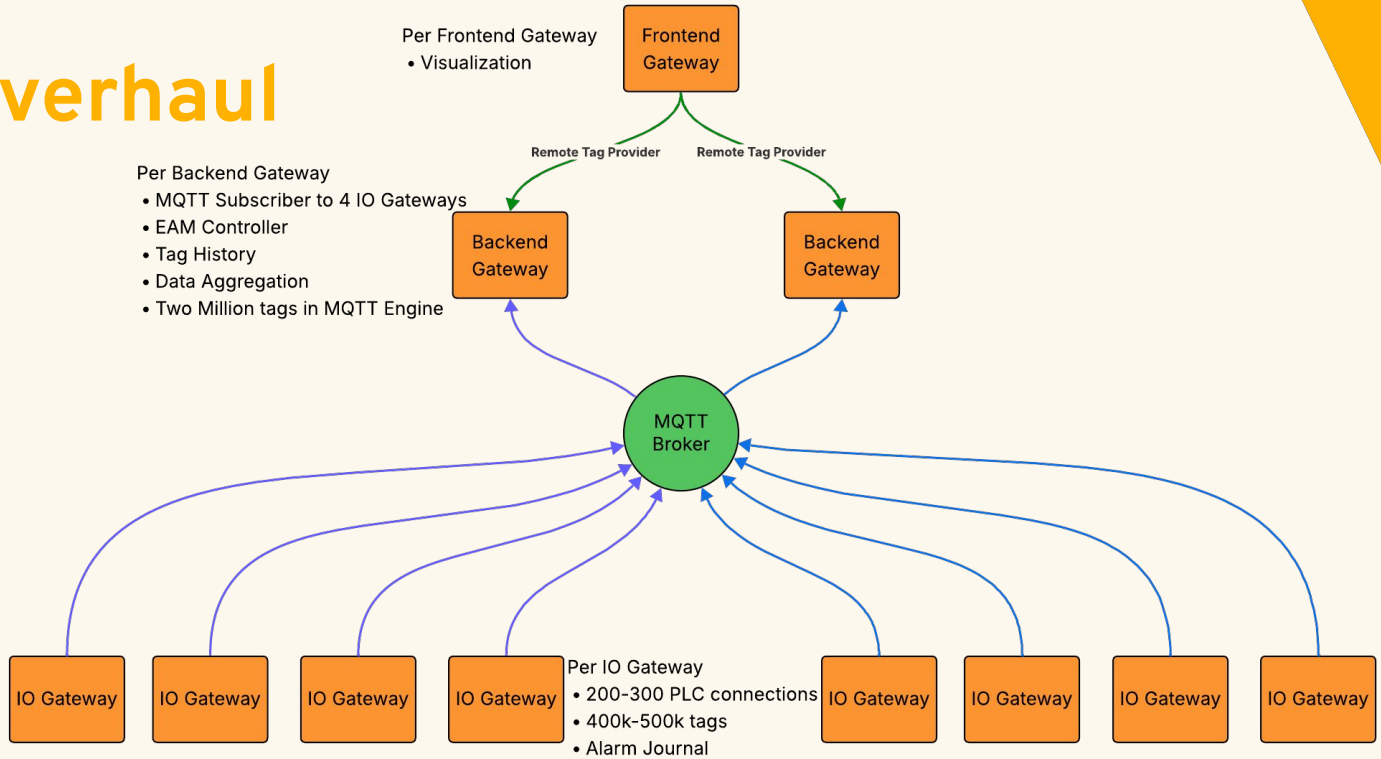 Per Frontend Gateway
• Visualization
Frontend
Gateway
verhaul
Remote Tag Provider
Remote Tag Provider
Per Backend Gateway
• MQTT Subscriber to 4 IO Gateways
• EAM Controller
• Tag History
• Data Aggregation
• Two Million tags in MQTT Engine
Backend
Gateway
Backend
Gateway
MQTT
Broker
IO Gateway
IO Gateway
IO Gateway
IO Gateway
Per IO Gateway
• 200-300 PLC connections
• 400k-500k tags
• Alarm Journal
IO Gateway
IO Gateway
IO Gateway
IO Gateway